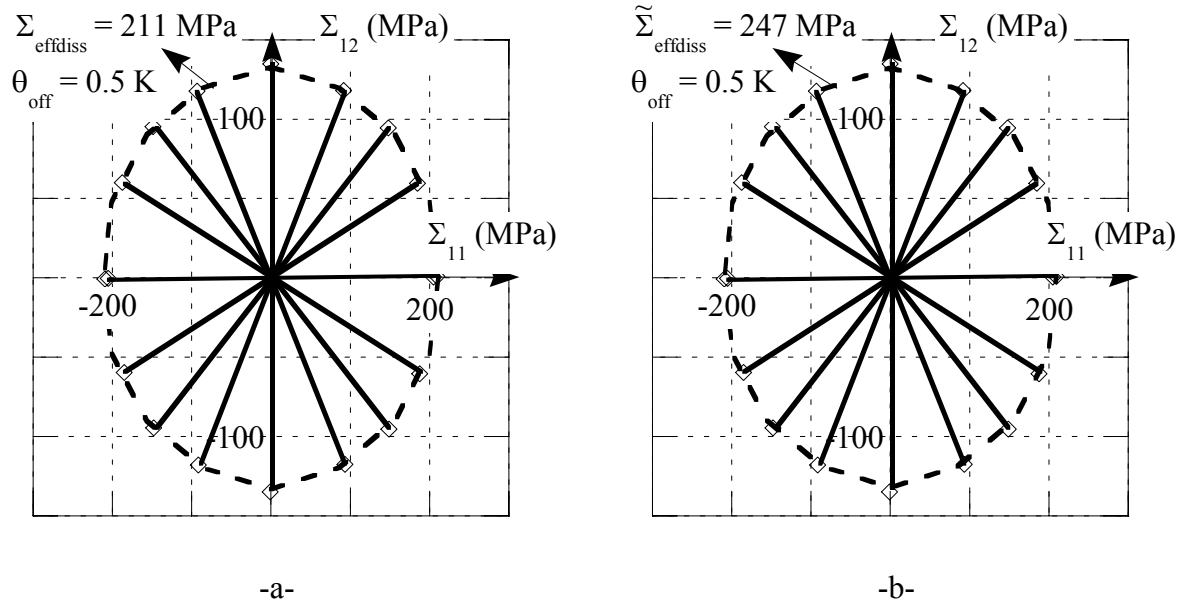 Σeffdiss = 211 MPa
Σ12 (MPa)
θoff = 0.5 K
100
Σ11 (MPa)
-200
200
-100
-a-
Σ̃effdiss = 247 MPa
Σ12 (MPa)
θoff = 0.5 K
100
Σ11 (MPa)
-200
200
-100
-b-